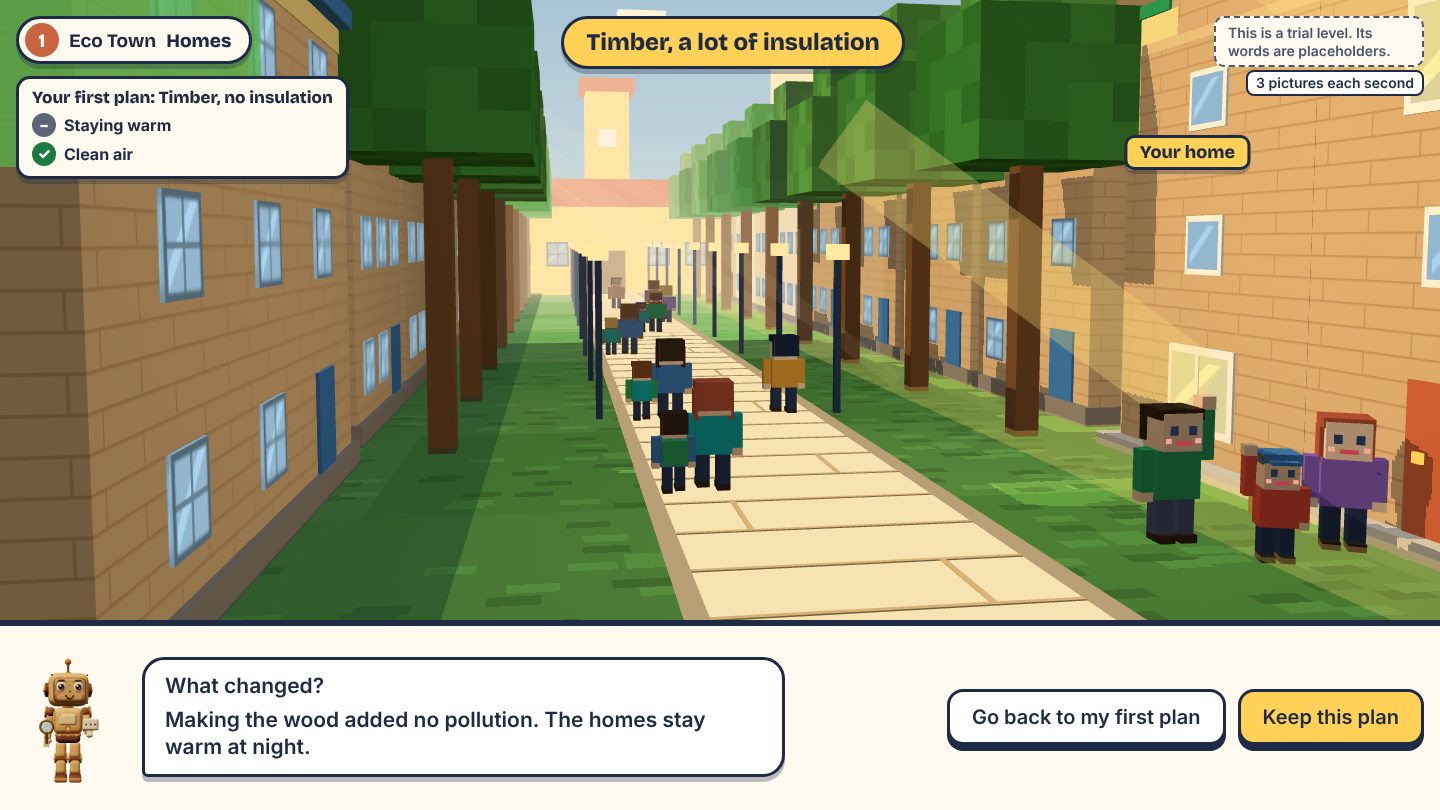 1 Eco Town Homes
Timber, a lot of insulation
This is a trial level. Its
words are placeholders.
3 pictures each second
Your first plan: Timber, no insulation
Staying warm
Clean air
Your home
What changed?
Making the wood added no pollution. The homes stay
warm at night.
Go back to my first plan
Keep this plan